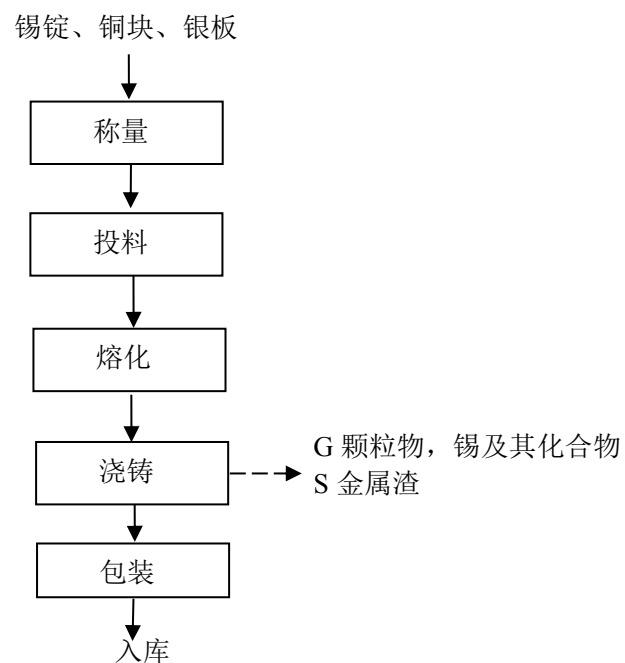 锡锭、铜块、银板
称量
投料
熔化
浇铸
G 颗粒物，锡及其化合物
S 金属渣
包装
入库